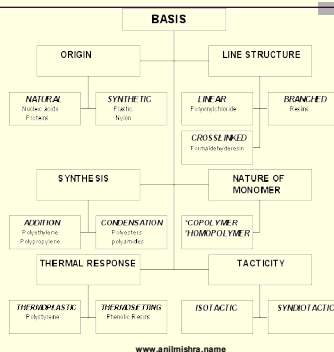 BASIS
ORIGIN
LINE STRUCTURE
NATURAL
Nucleic acids
Proteins
SYNTHETIC
Plastic
Nylon
LINEAR
Polyvinylchloride
BRANCHED
Resins
CROSSLINKED
Formaldehyderesin
SYNTHESIS
NATURE OF
MONOMER
ADDITION
Polyethylene
Polypropylene
CONDENSATION
Polyesters
polyamides
*COPOLYMER
*HOMOPOLYMER
THERMAL RESPONSE
TACTICITY
THERMOPLASTIC
Polystyrene
THERMOSETTING
Phenolic Resins
ISOTACTIC
SYNDIOTACTIC
www.anilmishra.name